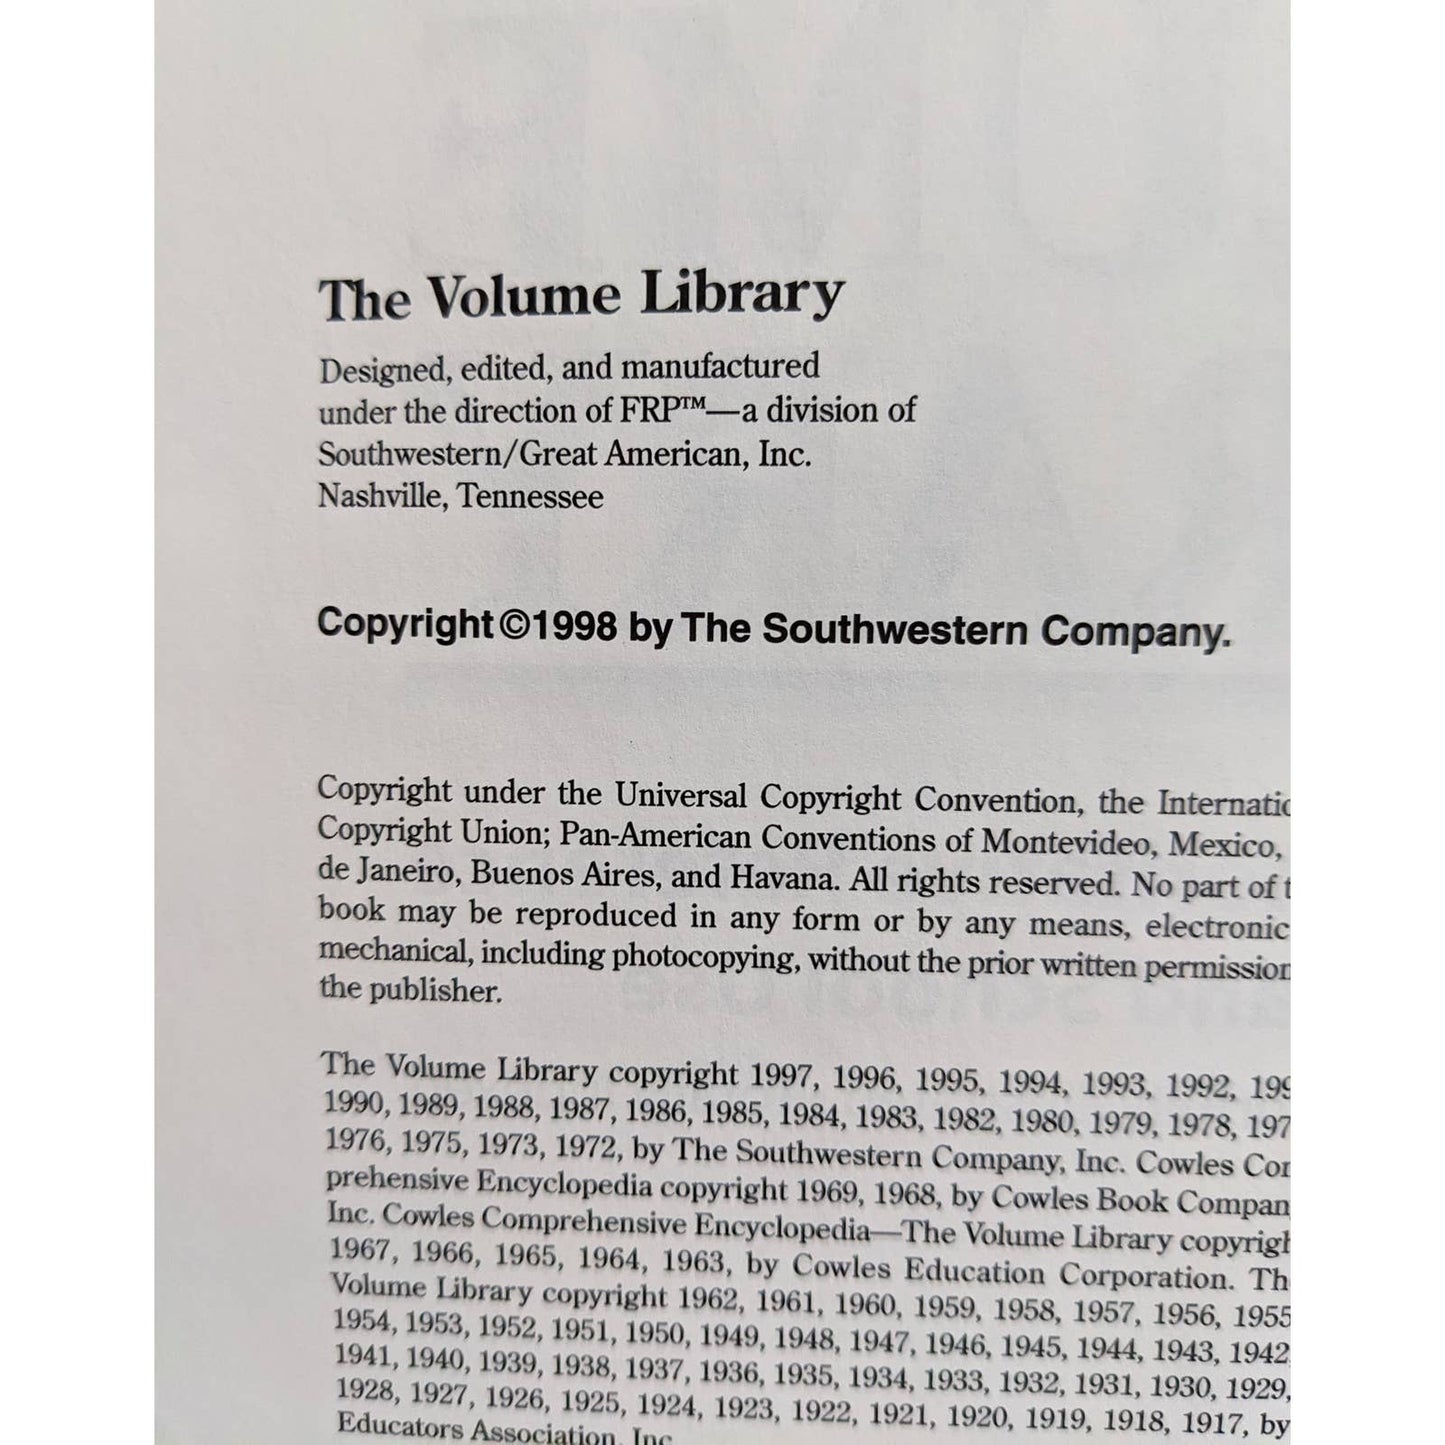 The Volume Library
Designed, edited, and manufactured
under the direction of FRP™—a division of
Southwestern/Great American, Inc.
Nashville, Tennessee
Copyright©1998 by The Southwestern Company.
Copyright under the Universal Copyright Convention, the
Copyright Union; Pan-American Conventions of Montevideo, Mexico,
de Janeiro, Buenos Aires, and Havana. All rights reserved. No part of
book may be reproduced in any form or by any means, electronic
mechanical, including photocopying, without the prior written permission
the publisher.
The Volume Library copyright 1997, 1996, 1995, 1994, 1993, 1992,
1990, 1989, 1988, 1987, 1986, 1985, 1984, 1983, 1982, 1980, 1979, 1978,
1976, 1975, 1973, 1972, by The Southwestern Company, Inc. Cowles
prehensive Encyclopedia copyright 1969, 1968, by Cowles Book
Inc. Cowles Comprehensive Encyclopedia—The Volume Library
1967, 1966, 1965, 1964, 1963, by Cowles Education Corporation.
Volume Library copyright 1962, 1961, 1960, 1959, 1958, 1957, 1956, 1955
1954, 1953, 1952, 1951, 1950, 1949, 1948, 1947, 1946, 1945, 1944, 1943, 1942
1941, 1940, 1939, 1938, 1937, 1936, 1935, 1934, 1933, 1932, 1931, 1930, 1929,
1928, 1927, 1926, 1925, 1924, 1923, 1922, 1921, 1920, 1919, 1918, 1917, by
Educators Association, Inc